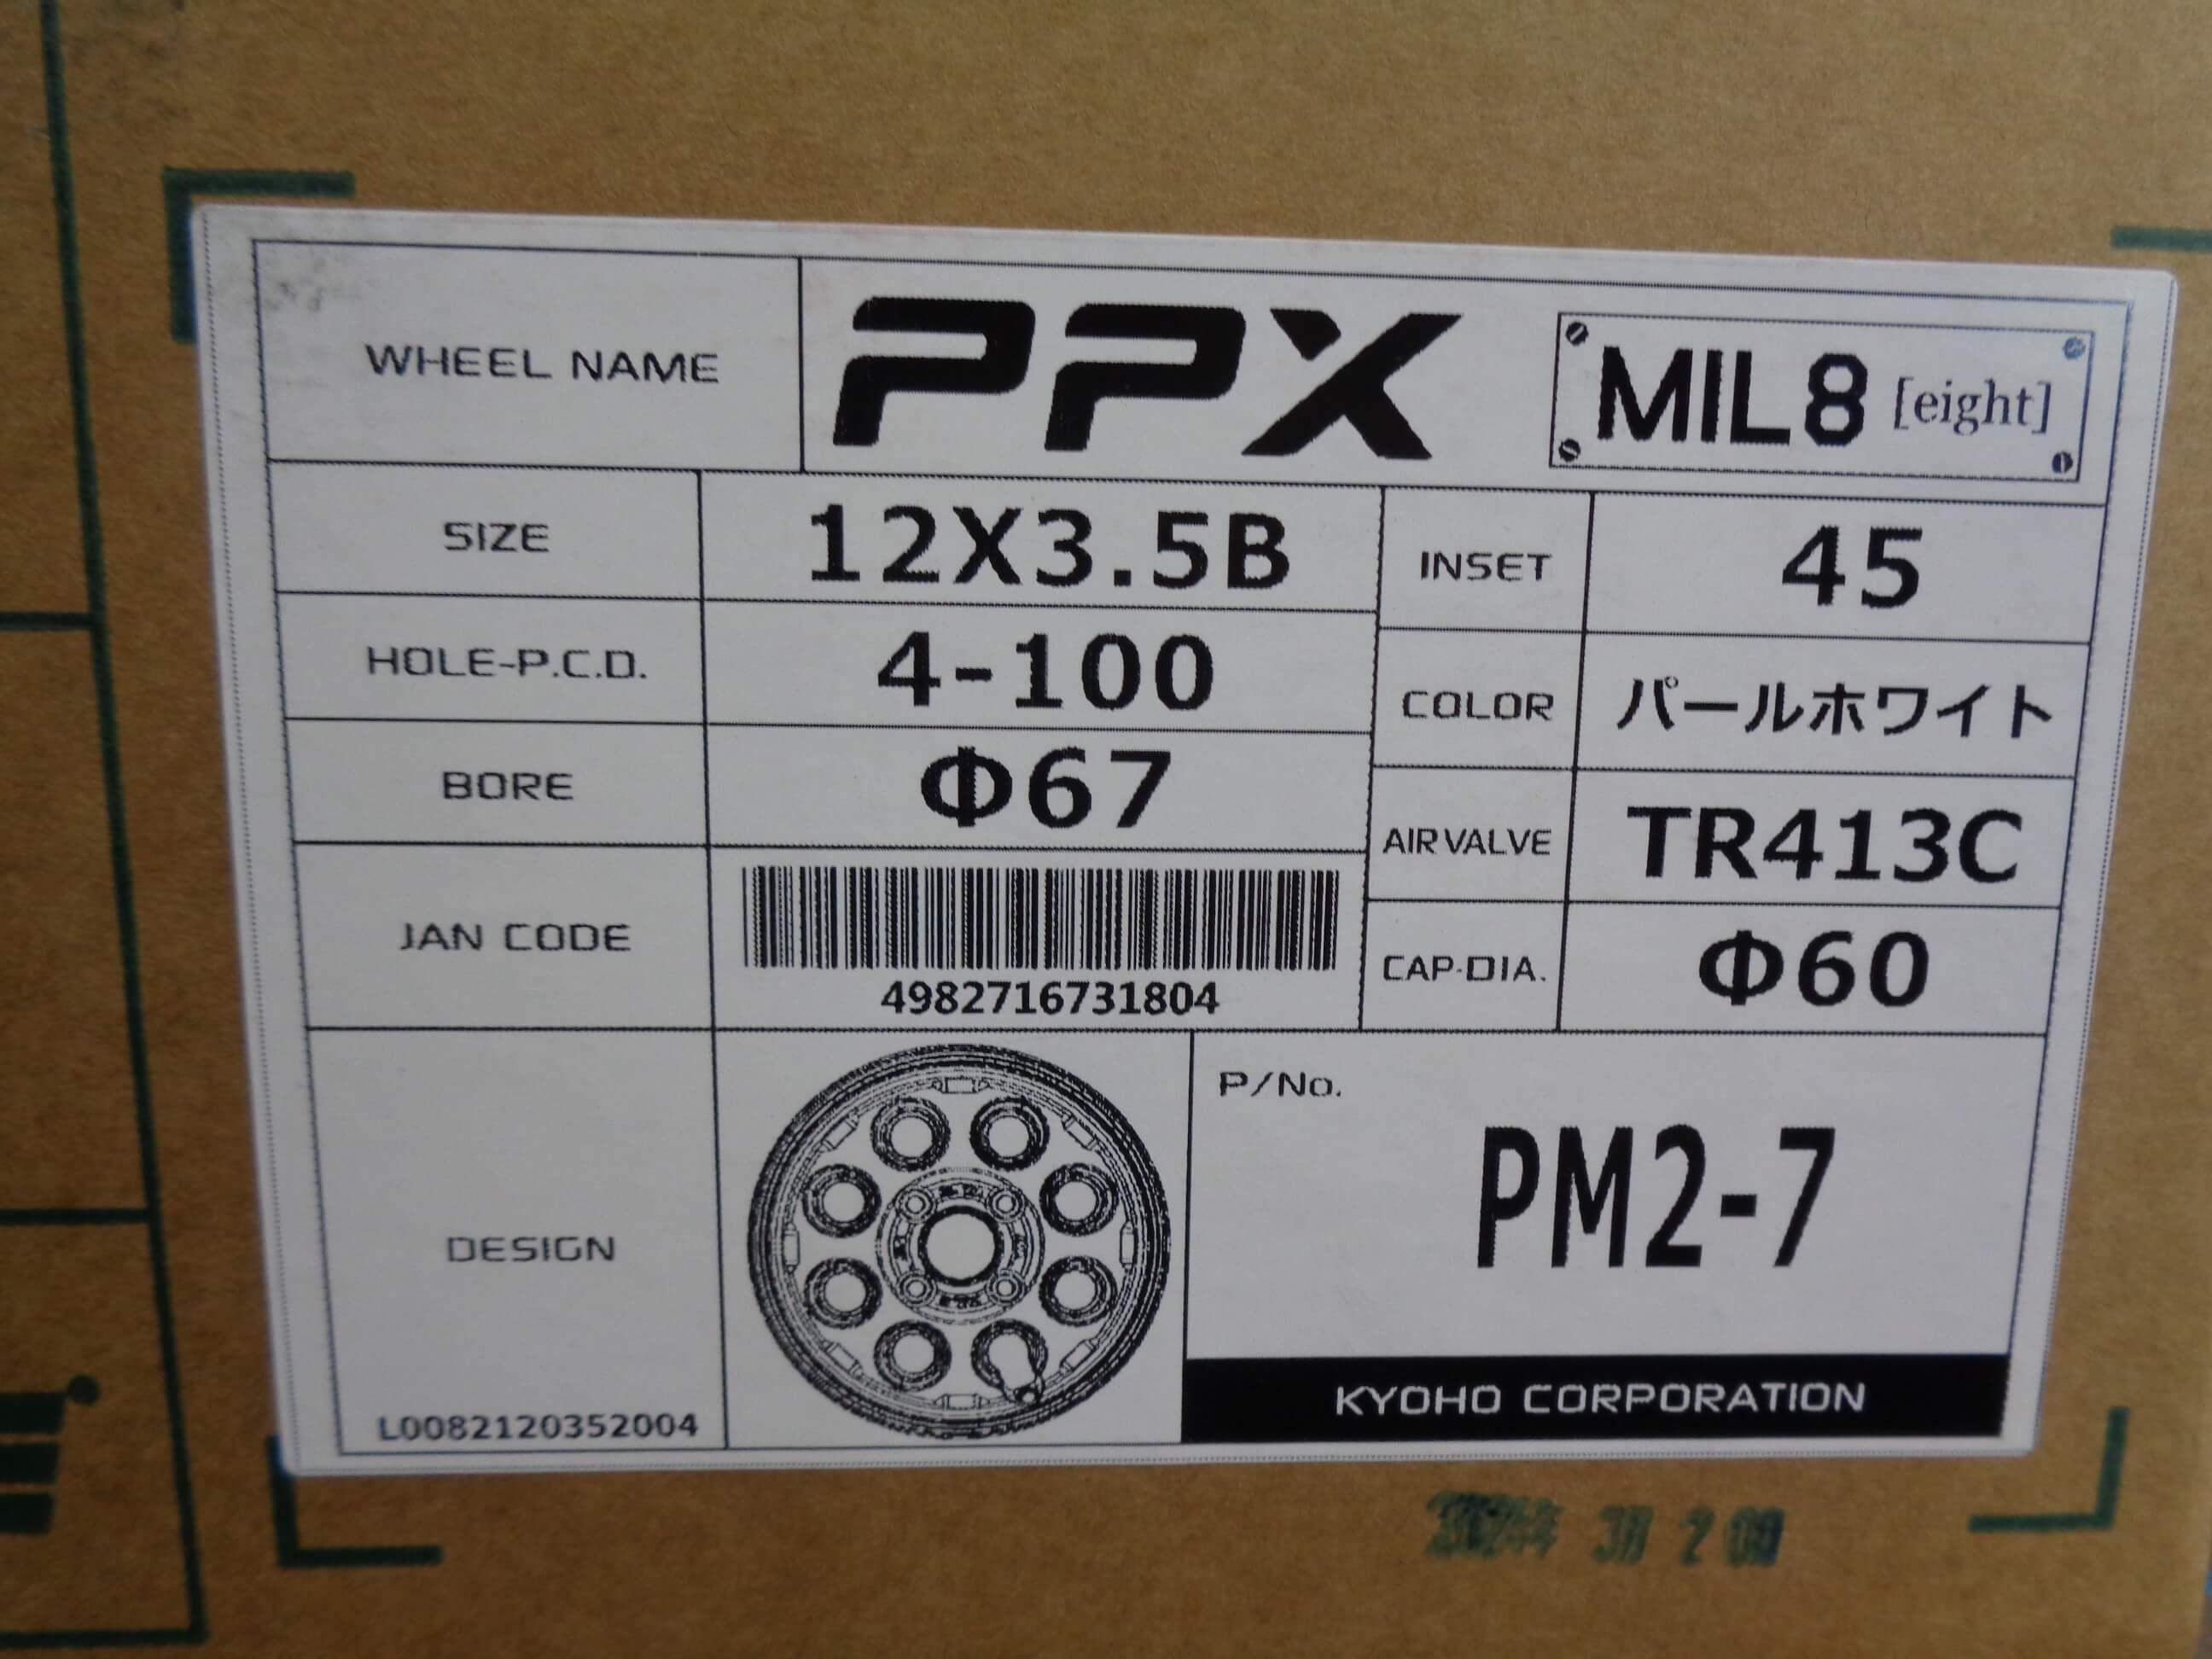 WHEEL NAME
PPX
MIL8 [eight]
SIZE
12X3.5B
INSET
45
HOLE-P.C.D.
4-100
COLOR
パールホワイト
BORE
Φ67
AIR VALVE
TR413C
JAN CODE
4982716731804
CAP-DIA.
Φ60
DESIGN
L0082120352004
P/No.
PM2-7
KYOHO CORPORATION